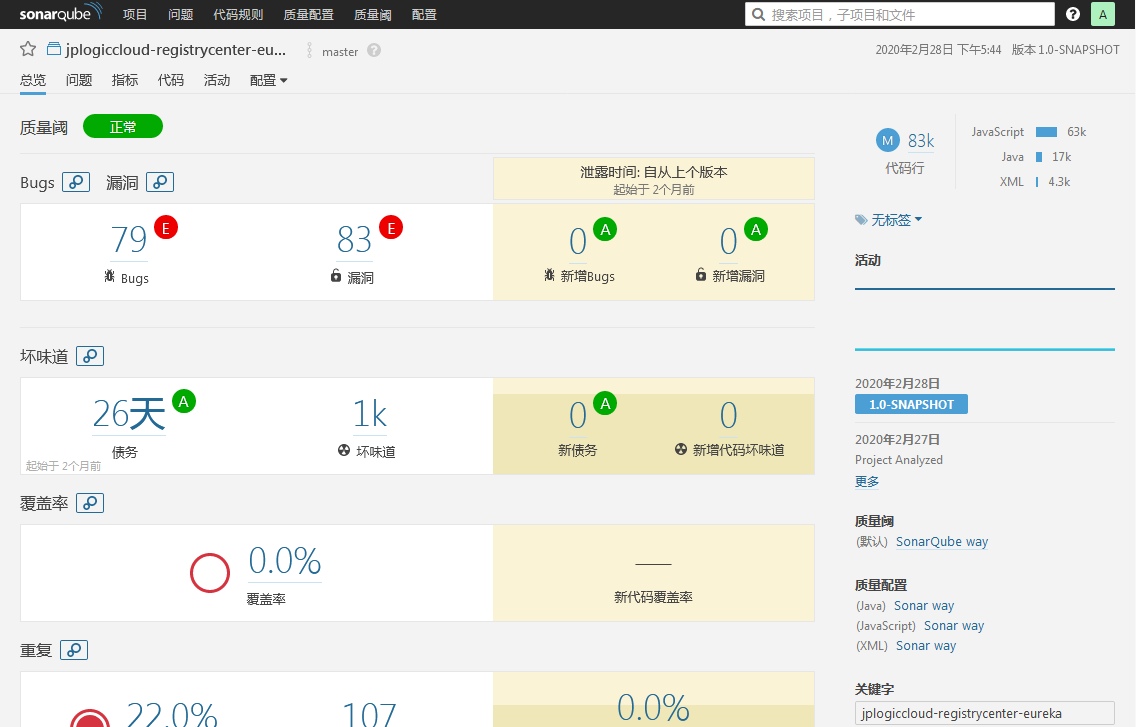 sonarqube 项目 问题 代码规则 质量配置 质量阈 配置 搜索项目，子项目和文件 ? A
jplogiccloud-registrycenter-eu... master ? 2020年2月28日 下午5:44 版本 1.0-SNAPSHOT
总览 问题 指标 代码 活动 配置
质量阈 正常
Bugs 漏洞
泄露时间: 自从上个版本
起始于 2个月前
79 E 83 E 0 A 0 A
Bugs 漏洞 新增Bugs 新增漏洞
坏味道
26天 A 1k 0 A 0
债务 坏味道 新债务 新增代码坏味道
起始于 2个月前
覆盖率
0.0% ——
覆盖率 新代码覆盖率
重复
22.0% 107 0.0%
M 83k
代码行
JavaScript 63k
Java 17k
XML 4.3k
无标签
活动
2020年2月28日
1.0-SNAPSHOT
2020年2月27日
Project Analyzed
更多
质量阈
(默认) SonarQube way
质量配置
(Java) Sonar way
(JavaScript) Sonar way
(XML) Sonar way
关键字
jplogiccloud-registrycenter-eureka